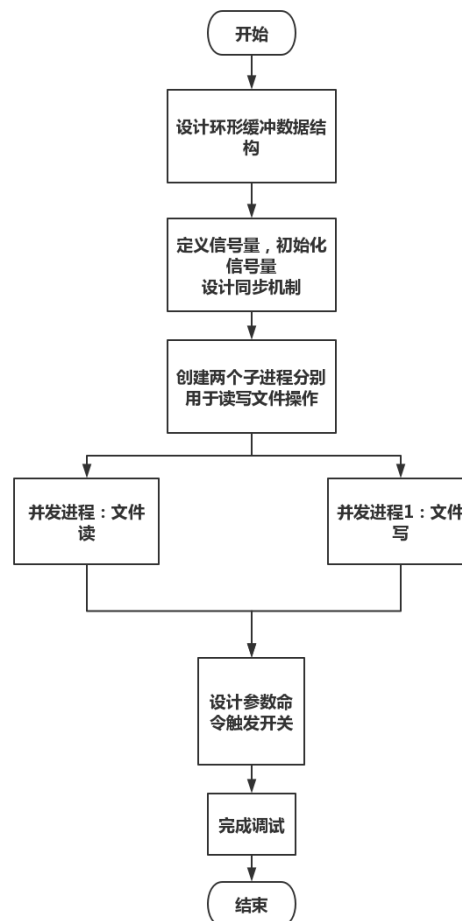 开始
设计环形缓冲数据结
构
定义信号量，初始化
信号量
设计同步机制
创建两个子进程分别
用于读写文件操作
并发进程：文件
读
并发进程1：文件
写
设计参数命
令触发开关
完成调试
结束